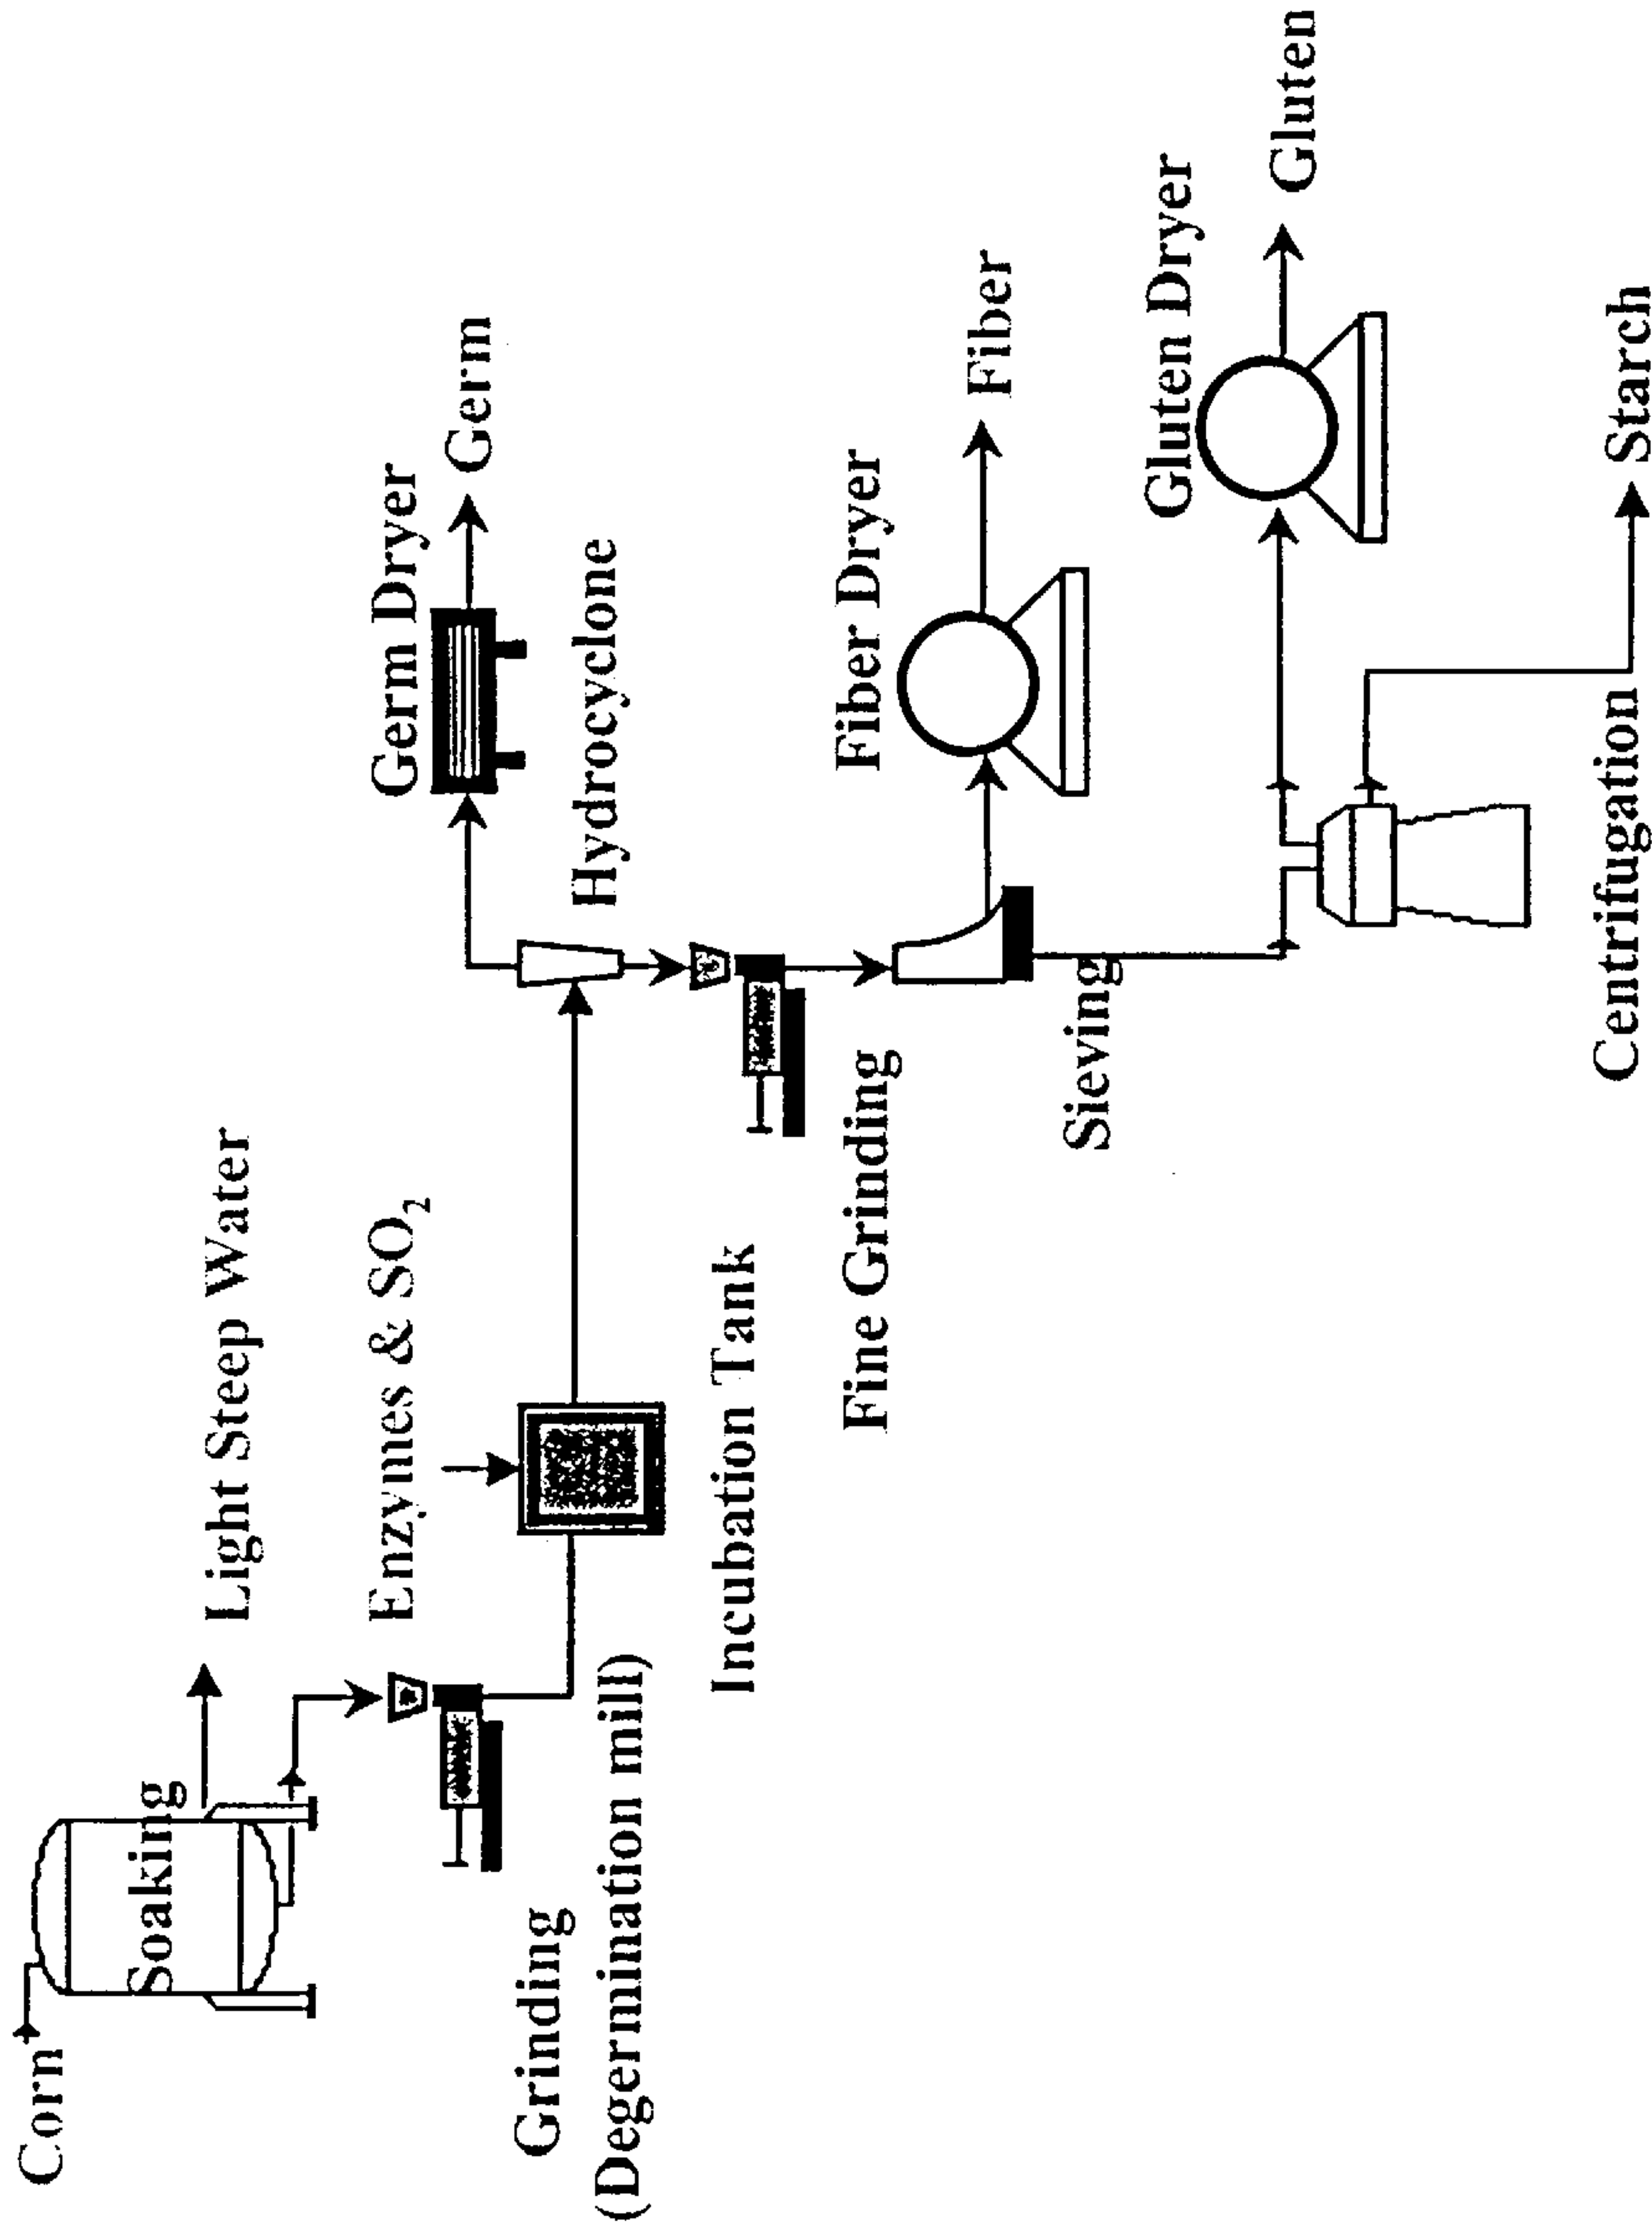 Corn
Soaking
Light Steep Water
Grinding
(Degermination mill)
Enzymes & SO₂
Incubation Tank
Germ Dryer
Germ
Hydrocyclone
Fine Grinding
Fiber Dryer
Fiber
Sieving
Gluten Dryer
Gluten
Centrifugation
Starch